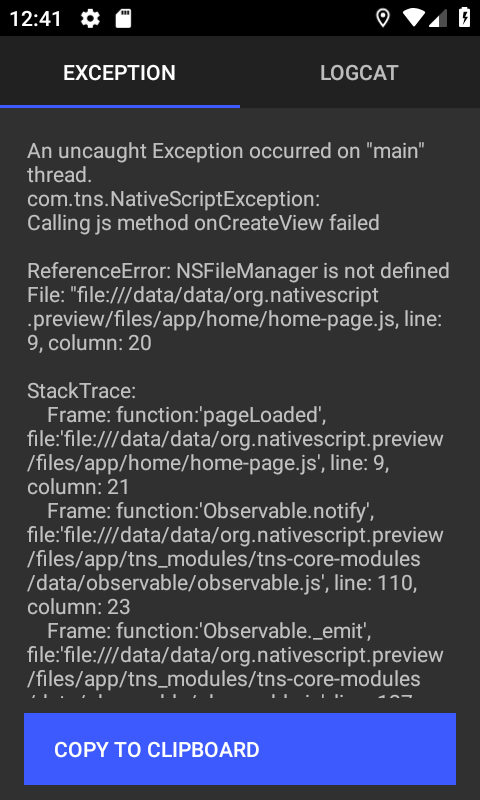 12:41
EXCEPTION
LOGCAT
An uncaught Exception occurred on "main"
thread.
com.tns.NativeScriptException:
Calling js method onCreateView failed
ReferenceError: NSFileManager is not defined
File: "file:///data/data/org.nativescript
.preview/files/app/home/home-page.js, line:
9, column: 20
StackTrace:
Frame: function:'pageLoaded',
file:'file:///data/data/org.nativescript.preview
/files/app/home/home-page.js', line: 9,
column: 21
Frame: function:'Observable.notify',
file:'file:///data/data/org.nativescript.preview
/files/app/tns_modules/tns-core-modules
/data/observable/observable.js', line: 110,
column: 23
Frame: function:'Observable._emit',
file:'file:///data/data/org.nativescript.preview
/files/app/tns_modules/tns-core-modules
COPY TO CLIPBOARD